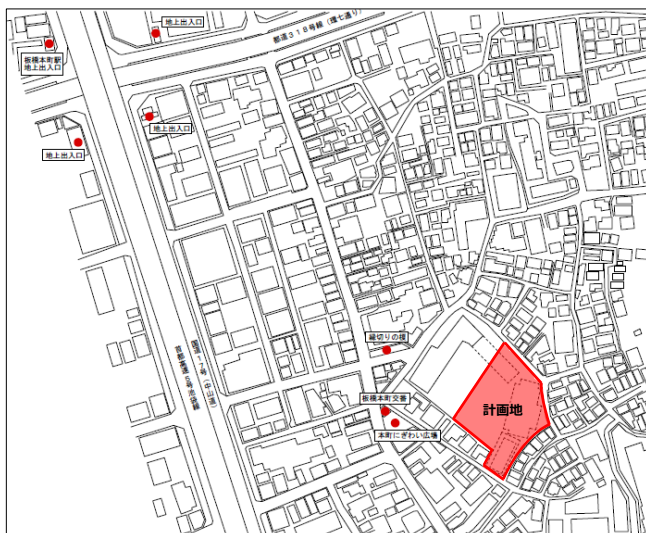 地上出入口
都道318号線（環七通り）
板橋本町駅
地上出入口
地上出入口
地上出入口
国道17号（中山道）
首都高速5号池袋線
縁切りの榎
板橋本町交番
本町にぎわい広場
計画地